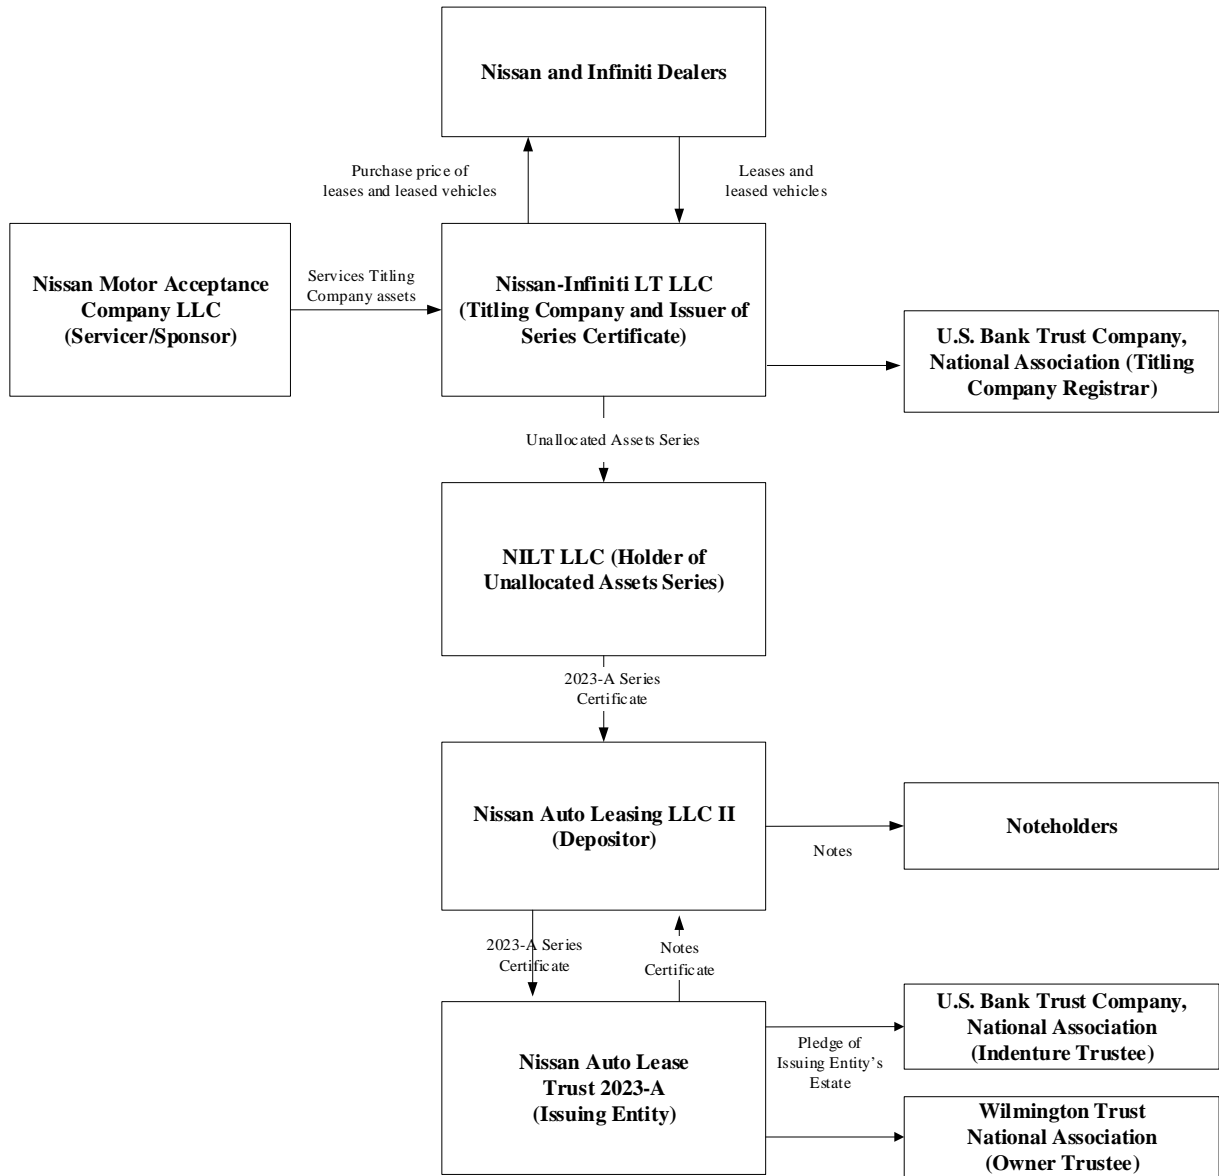 Nissan and Infiniti Dealers
Purchase price of
leases and leased vehicles
Leases and
leased vehicles
Nissan Motor Acceptance
Company LLC
(Servicer/Sponsor)
Services Titling
Company assets
Nissan-Infiniti LT LLC
(Titling Company and Issuer of
Series Certificate)
U.S. Bank Trust Company,
National Association (Titling
Company Registrar)
Unallocated Assets Series
NILT LLC (Holder of
Unallocated Assets Series)
2023-A Series
Certificate
Nissan Auto Leasing LLC II
(Depositor)
Notes
Noteholders
2023-A Series
Certificate
Notes
Certificate
Nissan Auto Lease
Trust 2023-A
(Issuing Entity)
Pledge of
Issuing Entity’s
Estate
U.S. Bank Trust Company,
National Association
(Indenture Trustee)
Wilmington Trust
National Association
(Owner Trustee)